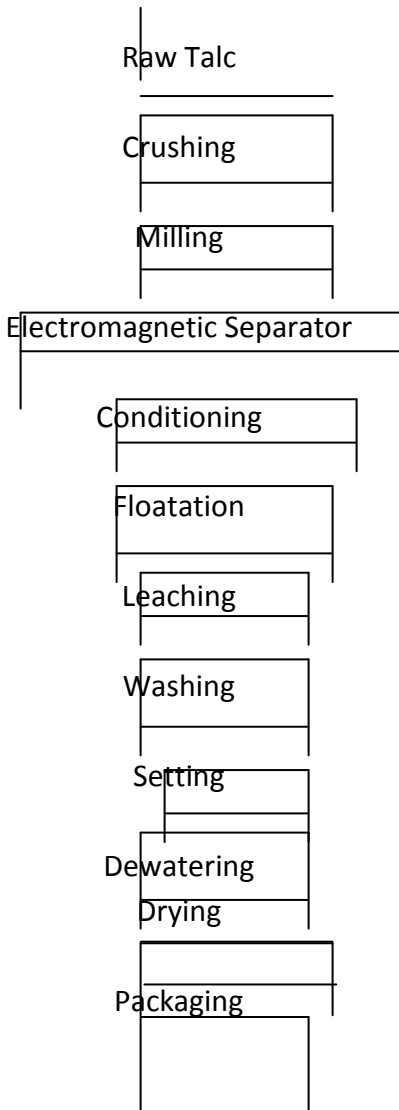 Raw Talc
Crushing
Milling
Electromagnetic Separator
Conditioning
Floatation
Leaching
Washing
Setting
Dewatering
Drying
Packaging